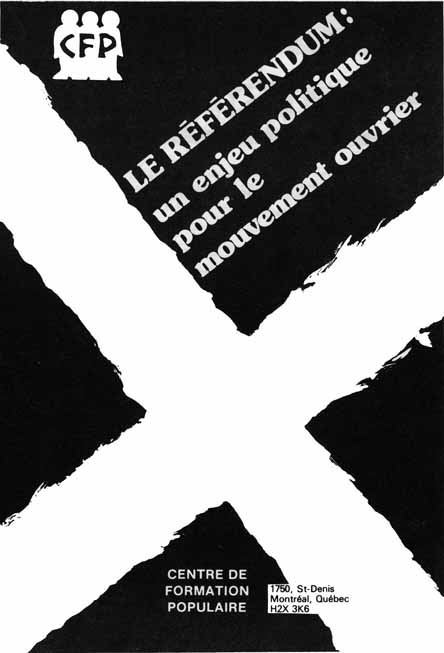 CFP
LE RÉFÉRENDUM:
un enjeu politique
pour le
mouvement ouvrier
CENTRE DE
FORMATION
POPULAIRE
1750, St-Denis
Montréal, Québec
H2X 3K6